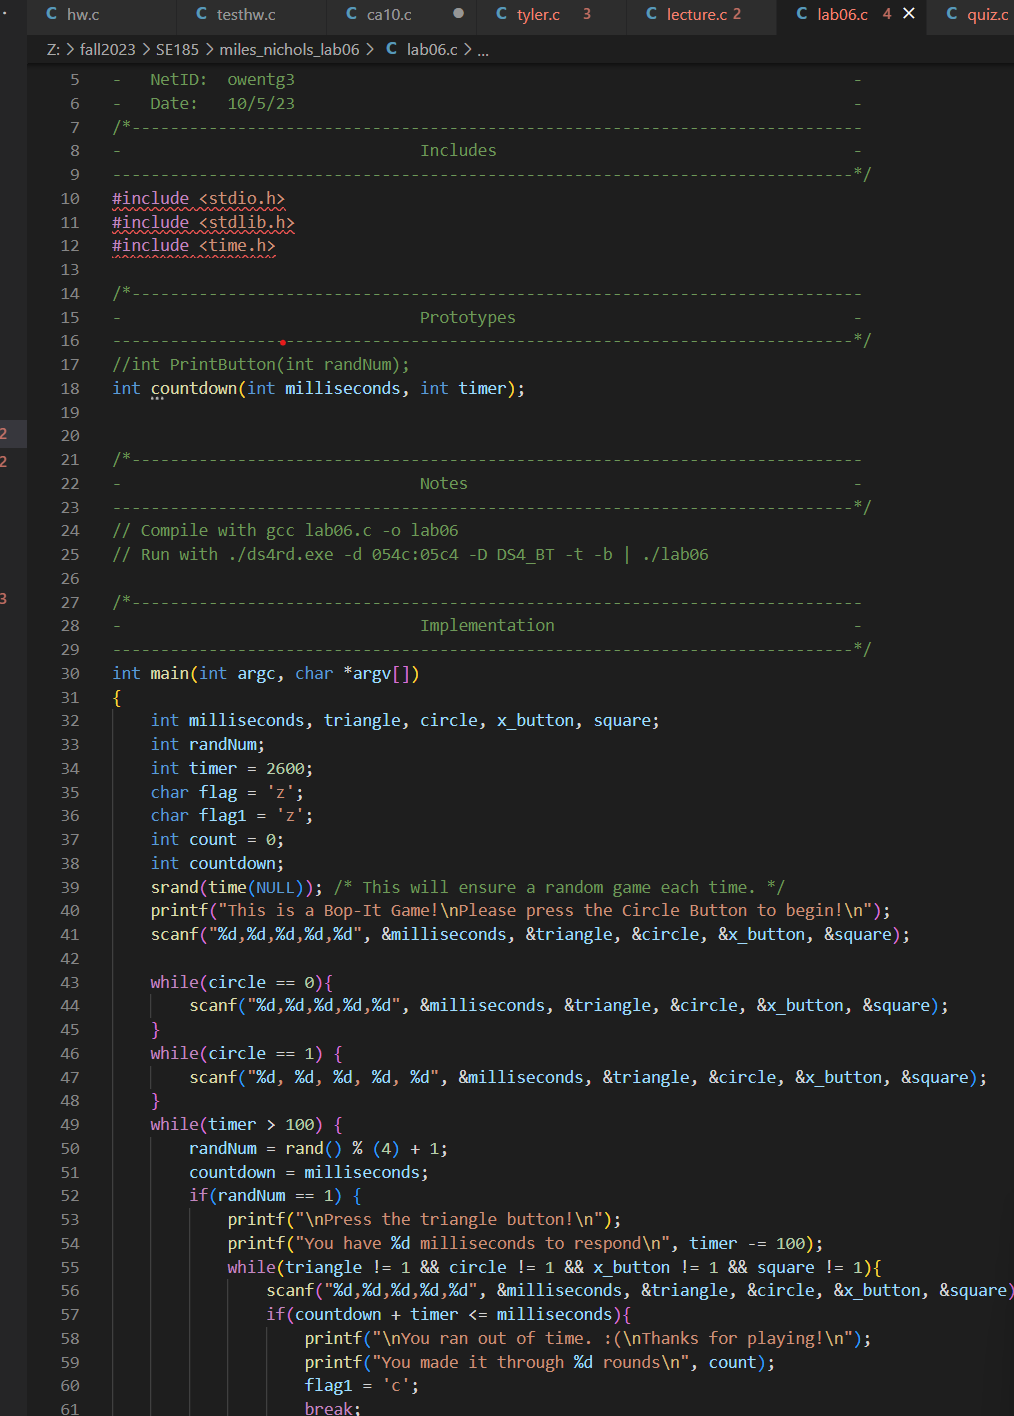 hw.c testhw.c ca10.c tyler.c 3 lecture.c 2 lab06.c 4 quiz.c
Z: > fall2023 > SE185 > miles_nichols_lab06 > C lab06.c > ...
5 - NetID: owentg3 -
6 - Date: 10/5/23 -
7 /*----------------------------------------------------------------------------
8 - Includes -
9 -----------------------------------------------------------------------------*/
10 #include <stdio.h>
11 #include <stdlib.h>
12 #include <time.h>
13
14 /*----------------------------------------------------------------------------
15 - Prototypes -
16 -----------------------------------------------------------------------------*/
17 //int PrintButton(int randNum);
18 int countdown(int milliseconds, int timer);
19
20
21 /*----------------------------------------------------------------------------
22 - Notes -
23 -----------------------------------------------------------------------------*/
24 // Compile with gcc lab06.c -o lab06
25 // Run with ./ds4rd.exe -d 054c:05c4 -D DS4_BT -t -b | ./lab06
26
27 /*----------------------------------------------------------------------------
28 - Implementation -
29 -----------------------------------------------------------------------------*/
30 int main(int argc, char *argv[])
31 {
32 int milliseconds, triangle, circle, x_button, square;
33 int randNum;
34 int timer = 2600;
35 char flag = 'z';
36 char flag1 = 'z';
37 int count = 0;
38 int countdown;
39 srand(time(NULL)); /* This will ensure a random game each time. */
40 printf("This is a Bop-It Game!\nPlease press the Circle Button to begin!\n");
41 scanf("%d,%d,%d,%d,%d", &milliseconds, &triangle, &circle, &x_button, &square);
42
43 while(circle == 0){
44 scanf("%d,%d,%d,%d,%d", &milliseconds, &triangle, &circle, &x_button, &square);
45 }
46 while(circle == 1) {
47 scanf("%d, %d, %d, %d, %d", &milliseconds, &triangle, &circle, &x_button, &square);
48 }
49 while(timer > 100) {
50 randNum = rand() % (4) + 1;
51 countdown = milliseconds;
52 if(randNum == 1) {
53 printf("\nPress the triangle button!\n");
54 printf("You have %d milliseconds to respond\n", timer -= 100);
55 while(triangle != 1 && circle != 1 && x_button != 1 && square != 1){
56 scanf("%d,%d,%d,%d,%d", &milliseconds, &triangle, &circle, &x_button, &square)
57 if(countdown + timer <= milliseconds){
58 printf("\nYou ran out of time. :(\nThanks for playing!\n");
59 printf("You made it through %d rounds\n", count);
60 flag1 = 'c';
61 break;
2
2
3